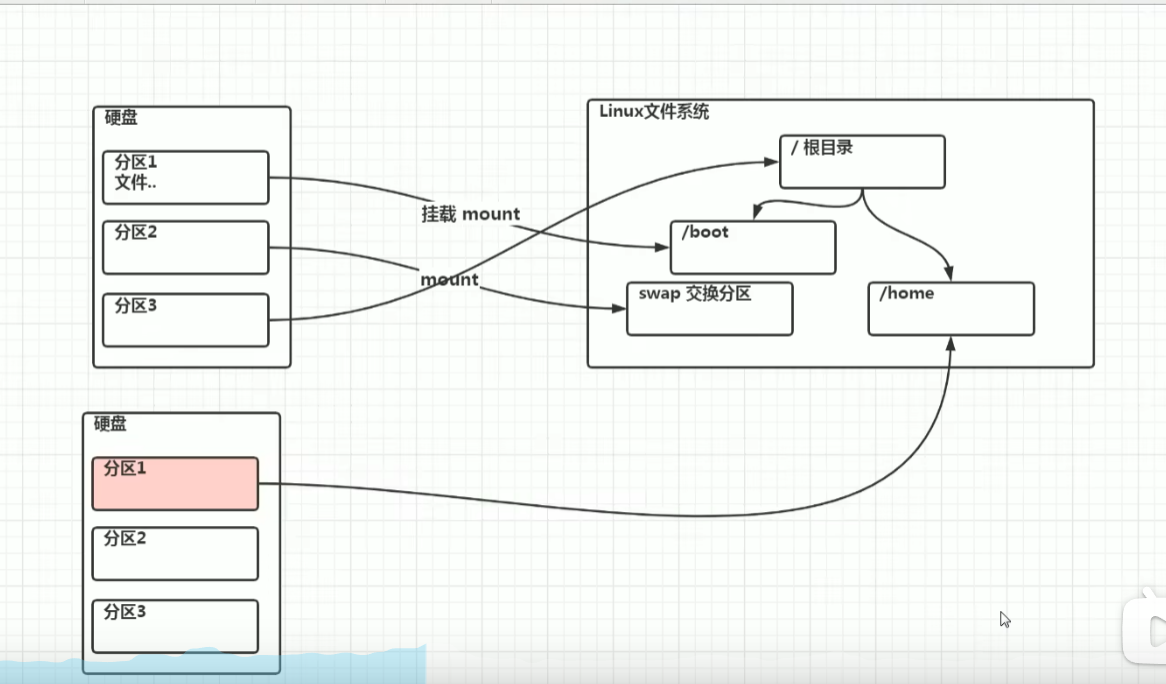 硬盘
分区1
文件..
分区2
分区3
挂载 mount
mount
Linux文件系统
/ 根目录
/boot
swap 交换分区
/home
硬盘
分区1
分区2
分区3